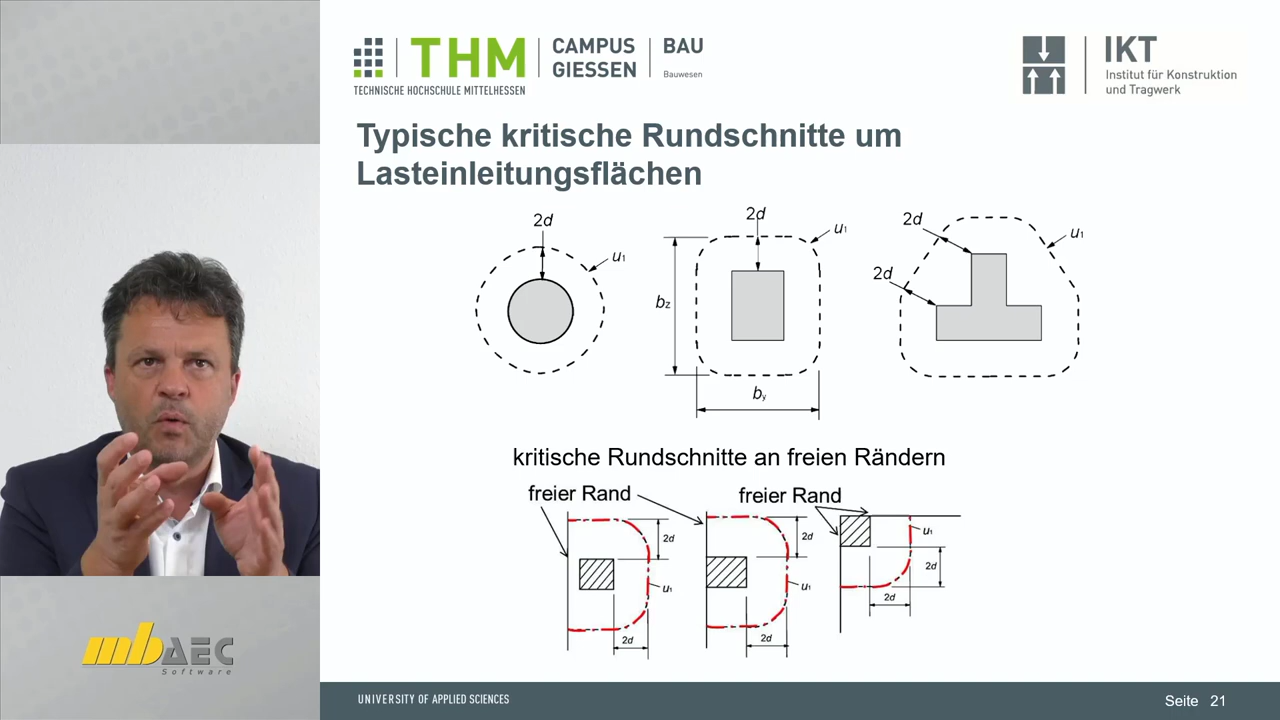 THM
CAMPUS
GIESSEN
BAU
Bauwesen
TECHNISCHE HOCHSCHULE MITTELHESSEN
IKT
Institut für Konstruktion
und Tragwerk
Typische kritische Rundschnitte um
Lasteinleitungsflächen
2d
u1
2d
u1
bz
by
2d
2d
u1
kritische Rundschnitte an freien Rändern
freier Rand
freier Rand
2d
u1
2d
2d
u1
2d
u1
2d
2d
mb AEC
Software
UNIVERSITY OF APPLIED SCIENCES
Seite 21